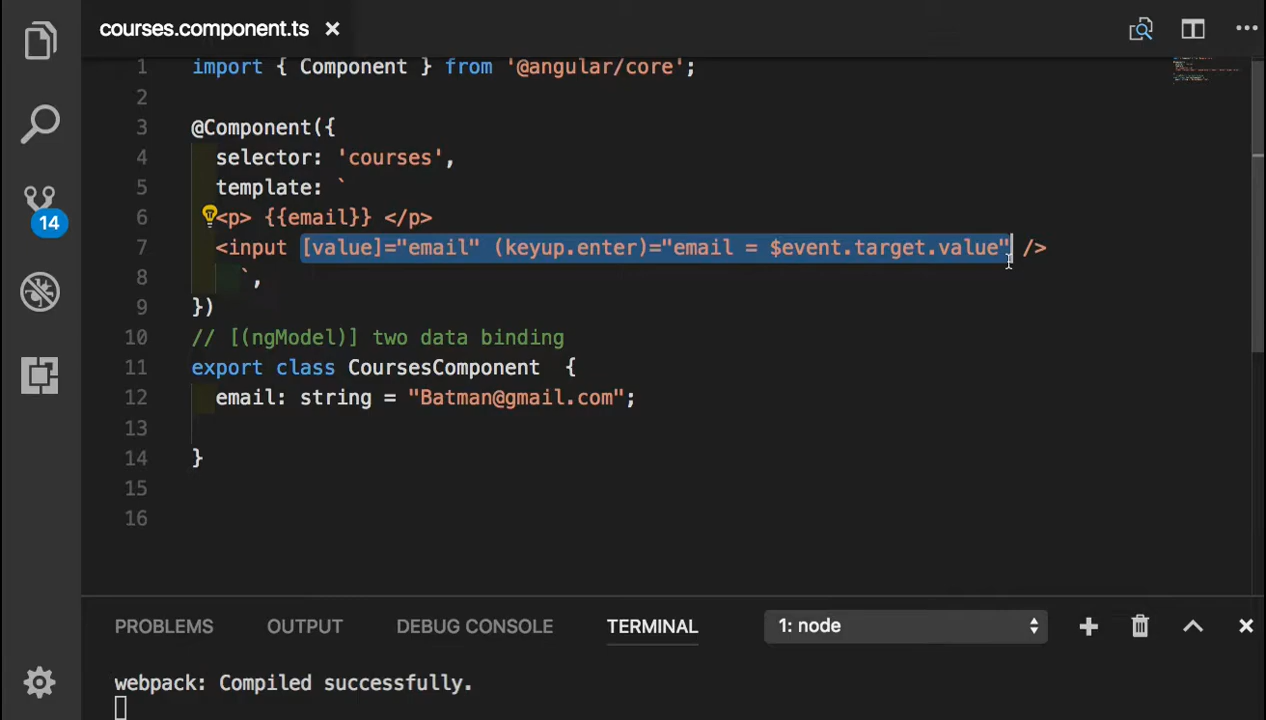 courses.component.ts ×
1 import { Component } from '@angular/core';
2
3 @Component({
4 selector: 'courses',
5 template: `
6 <p> {{email}} </p>
7 <input [value]="email" (keyup.enter)="email = $event.target.value" />
8 `,
9 })
10 // [(ngModel)] two data binding
11 export class CoursesComponent {
12 email: string = "Batman@gmail.com";
13
14 }
15
16
14
PROBLEMS OUTPUT DEBUG CONSOLE TERMINAL 1: node
webpack: Compiled successfully.